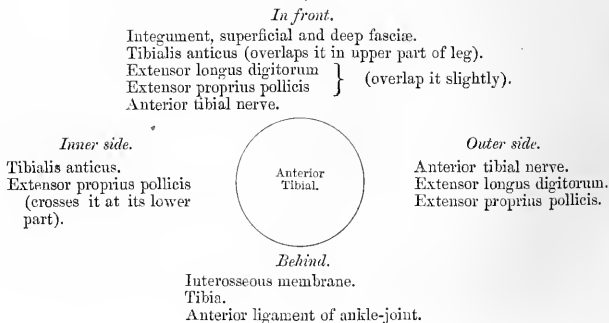 In front.
Integument, superficial and deep fasciæ.
Tibialis anticus (overlaps it in upper part of leg).
Extensor longus digitorum
Extensor proprius pollicis } (overlap it slightly).
Anterior tibial nerve.
Inner side.
Tibialis anticus.
Extensor proprius pollicis
(crosses it at its lower
part).
Anterior
Tibial.
Outer side.
Anterior tibial nerve.
Extensor longus digitorum.
Extensor proprius pollicis.
Behind.
Interosseous membrane.
Tibia.
Anterior ligament of ankle-joint.